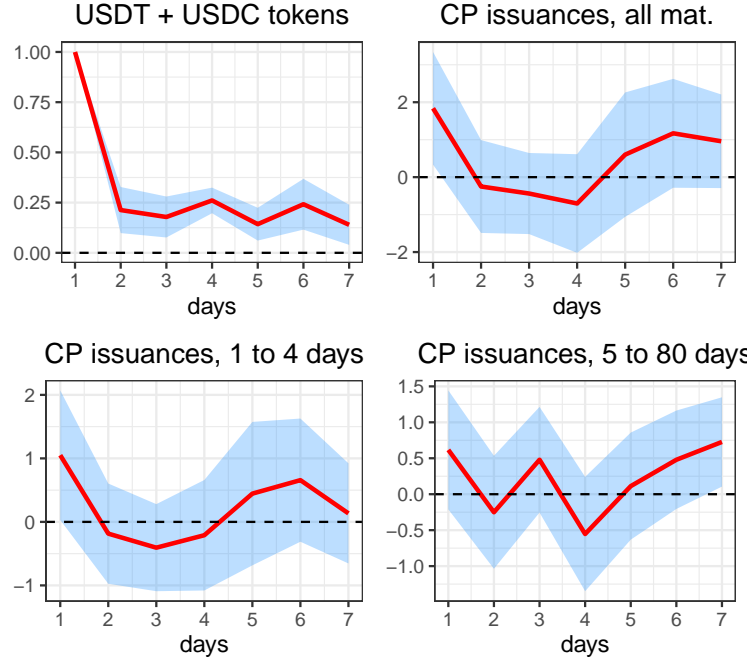 USDT + USDC tokens
1.00
0.75
0.50
0.25
0.00
1 2 3 4 5 6 7
days
CP issuances, all mat.
2
0
−2
1 2 3 4 5 6 7
days
CP issuances, 1 to 4 days
2
1
0
−1
1 2 3 4 5 6 7
days
CP issuances, 5 to 80 days
1.5
1.0
0.5
0.0
−0.5
−1.0
1 2 3 4 5 6 7
days